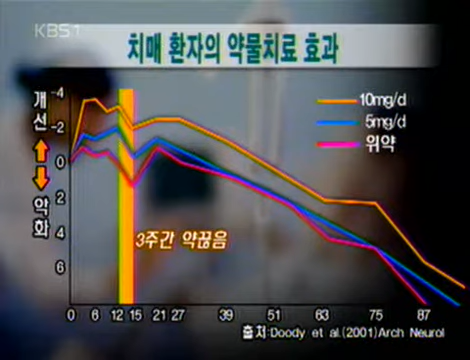 KBS1
치매 환자의 약물치료 효과
-4
개선
-2
0
2
악화
4
6
10mg/d
5mg/d
위약
3주간 약끊음
0 6 12 15 21 27 39 51 63 75 87
출처:Doody et al.(2001)Arch Neurol